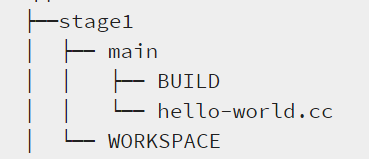 ├──stage1
│  ├── main
│  │  ├── BUILD
│  │  └── hello-world.cc
│  └── WORKSPACE